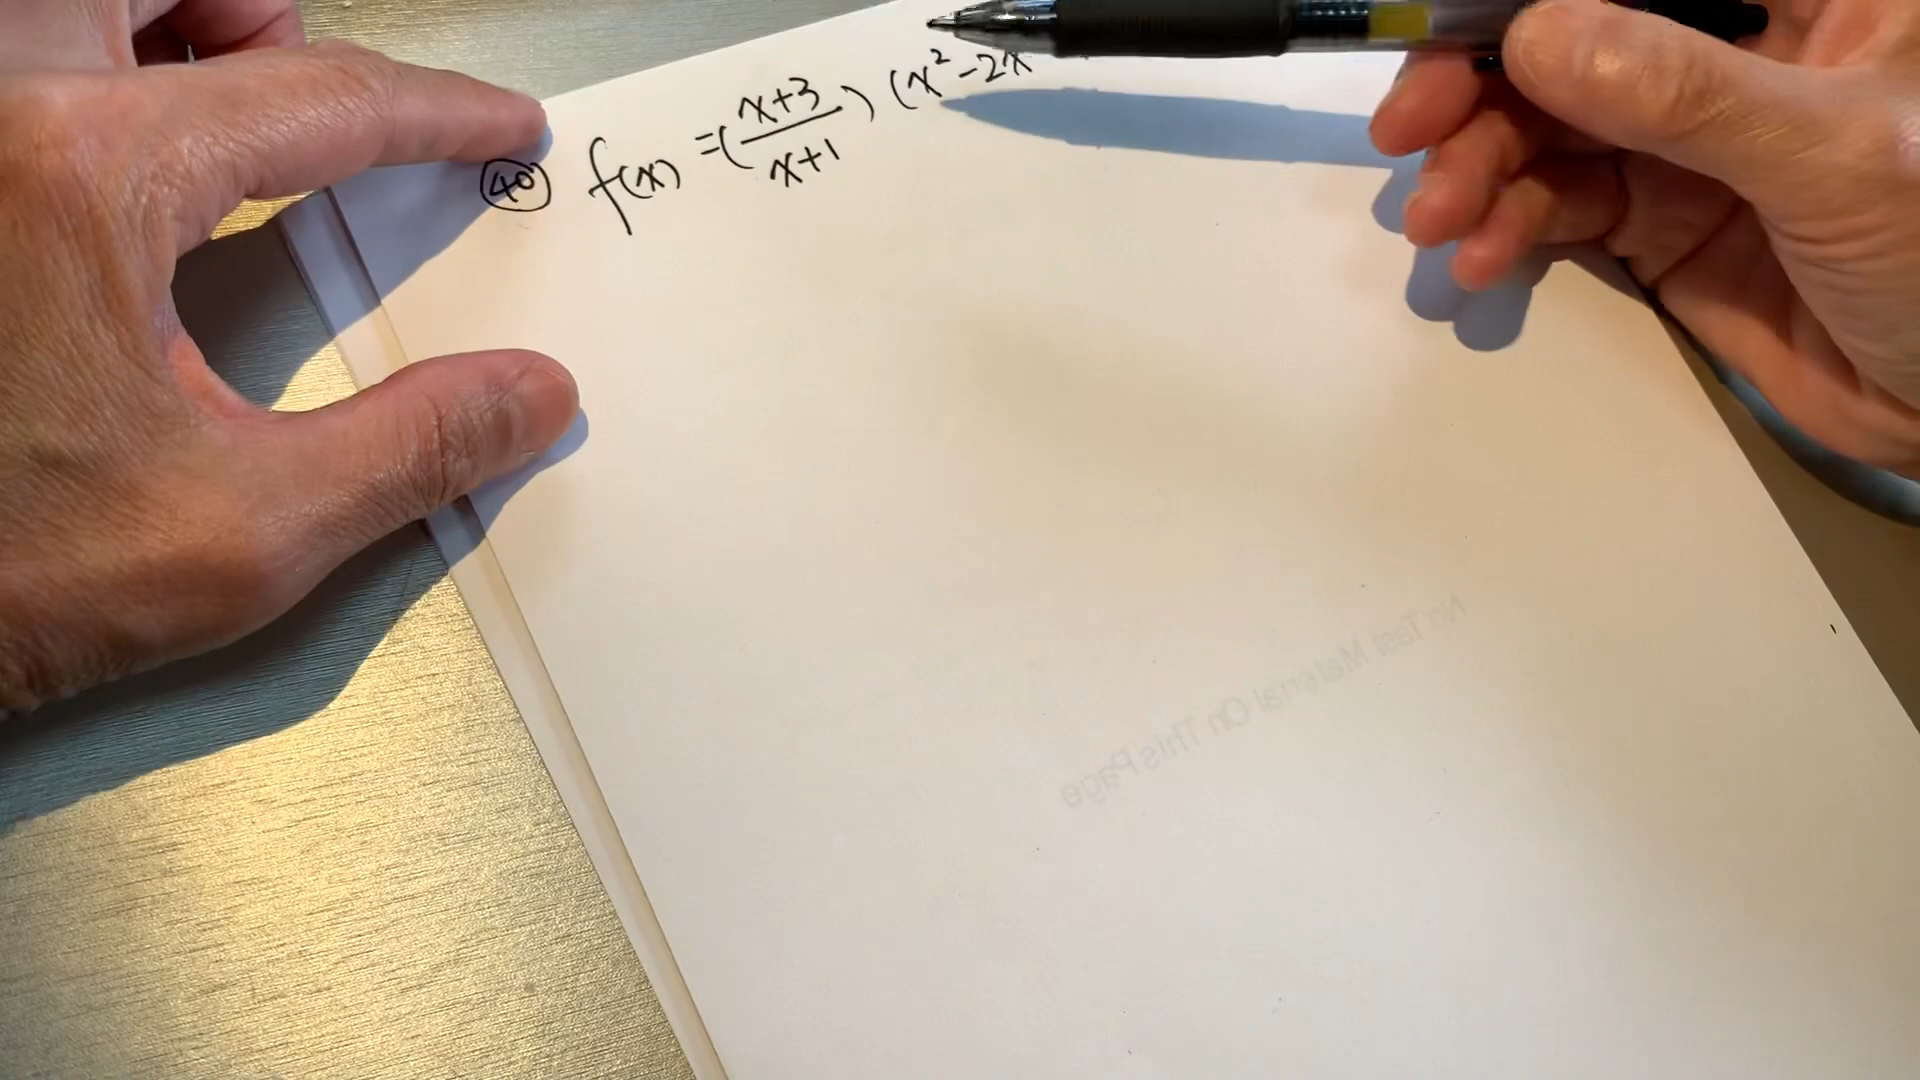 40 f(x) = (x+3 / x+1) (x² - 2x
No Test Material On This Page